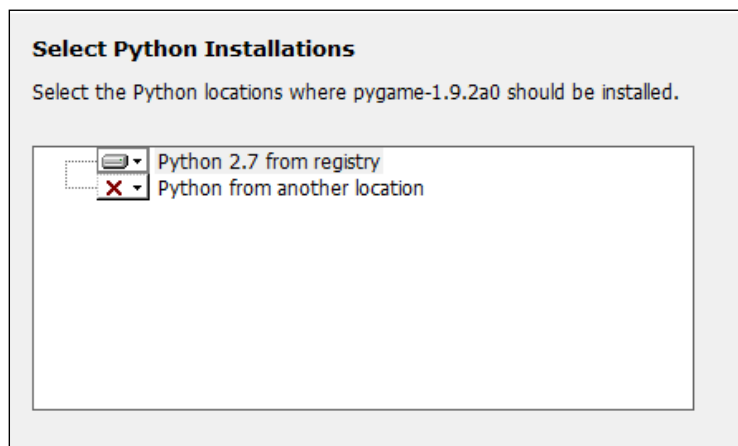 Select Python Installations
Select the Python locations where pygame-1.9.2a0 should be installed.
Python 2.7 from registry
Python from another location